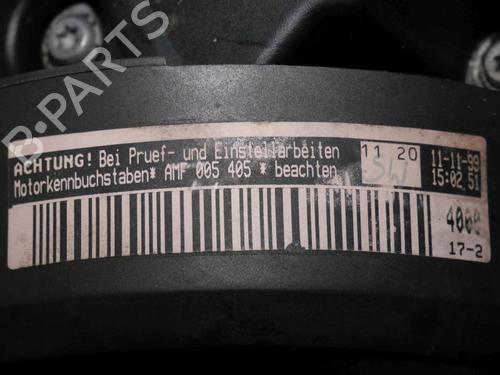 B-PARTS
ACHTUNG! Bei Pruef- und Einstellarbeiten
Motorkennbuchstaben* AMF 005 405 * beachten
11 20
SW
11-11-99
15:02,51
17-2